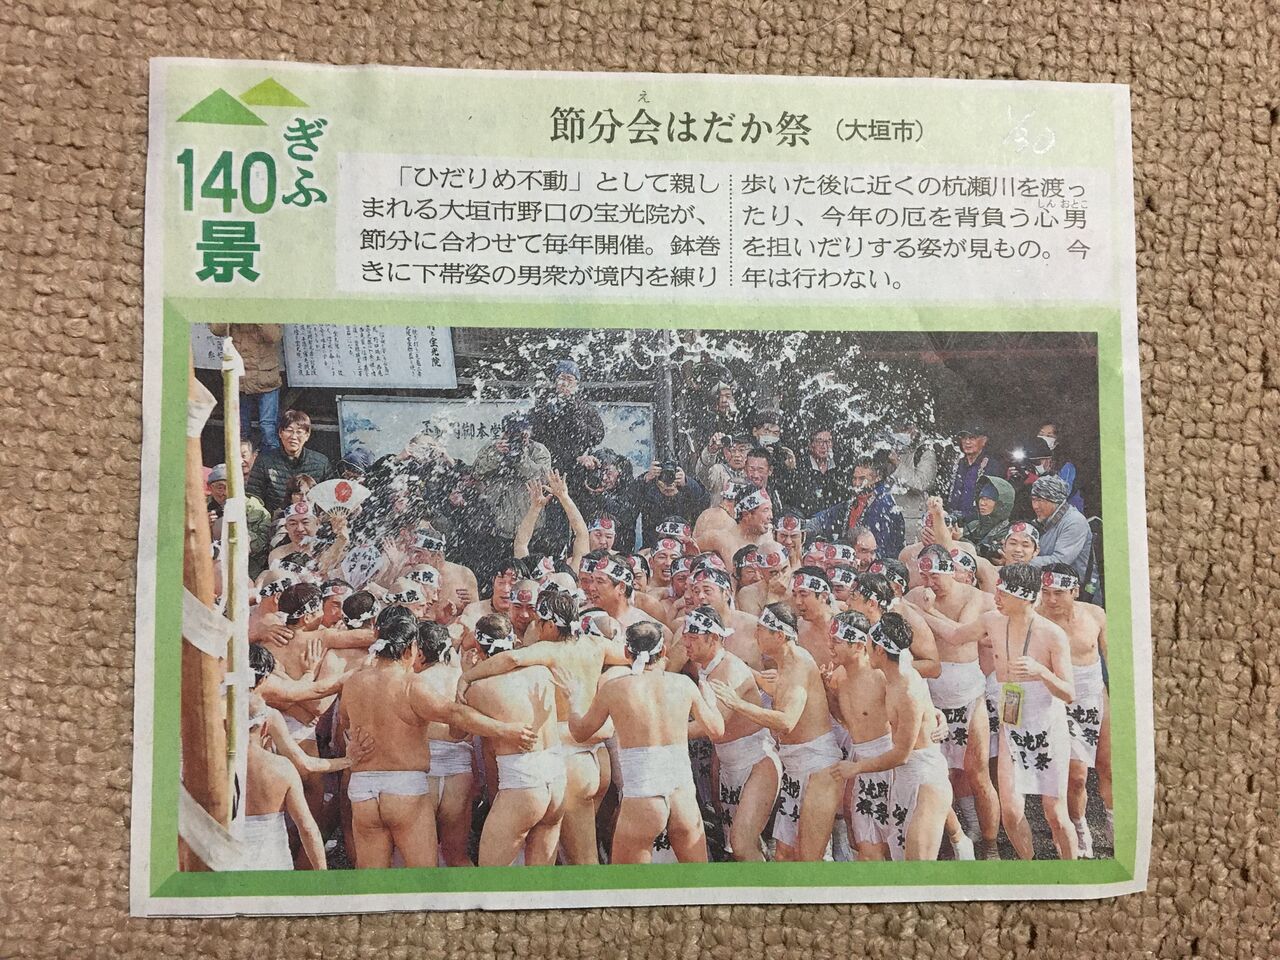 ぎふ
140
景
節分会はだか祭（大垣市）
え
1/30
「ひだりめ不動」として親し
まれる大垣市野口の宝光院が、
節分に合わせて毎年開催。鉢巻
きに下帯姿の男衆が境内を練り
歩いた後に近くの杭瀬川を渡っ
たり、今年の厄を背負う心男
しん おとこ
を担いだりする姿が見もの。今
年は行わない。
宝光院